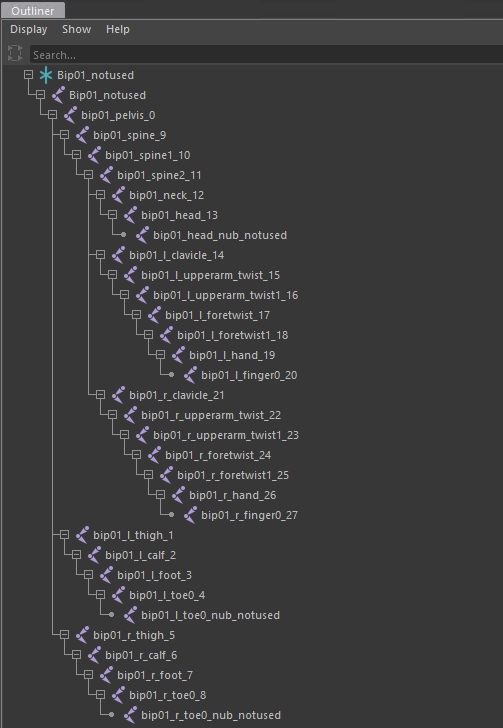 Outliner
Display Show Help
Search...
Bip01_notused
Bip01_notused
bip01_pelvis_0
bip01_spine_9
bip01_spine1_10
bip01_spine2_11
bip01_neck_12
bip01_head_13
bip01_head_nub_notused
bip01_l_clavicle_14
bip01_l_upperarm_twist_15
bip01_l_upperarm_twist1_16
bip01_l_foretwist_17
bip01_l_foretwist1_18
bip01_l_hand_19
bip01_l_finger0_20
bip01_r_clavicle_21
bip01_r_upperarm_twist_22
bip01_r_upperarm_twist1_23
bip01_r_foretwist_24
bip01_r_foretwist1_25
bip01_r_hand_26
bip01_r_finger0_27
bip01_l_thigh_1
bip01_l_calf_2
bip01_l_foot_3
bip01_l_toe0_4
bip01_l_toe0_nub_notused
bip01_r_thigh_5
bip01_r_calf_6
bip01_r_foot_7
bip01_r_toe0_8
bip01_r_toe0_nub_notused